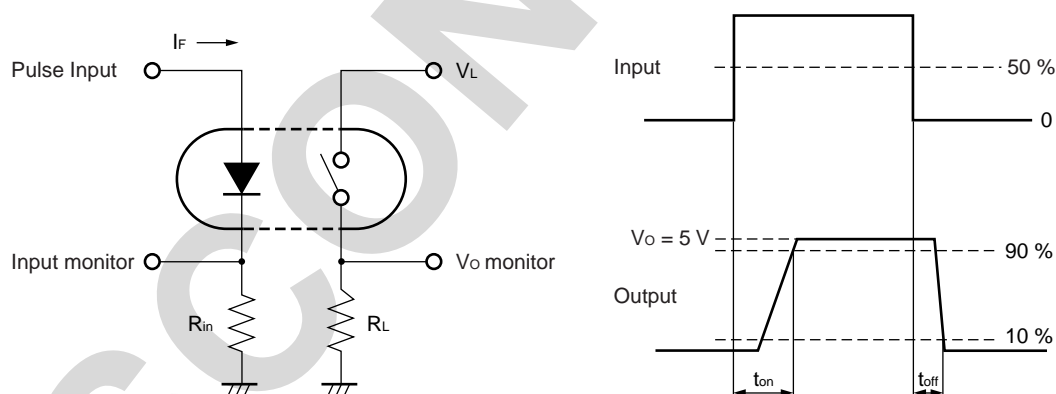 IF
Pulse Input
VL
Input monitor
VO monitor
Rin
RL
Input
50 %
0
VO = 5 V
90 %
Output
10 %
ton
toff